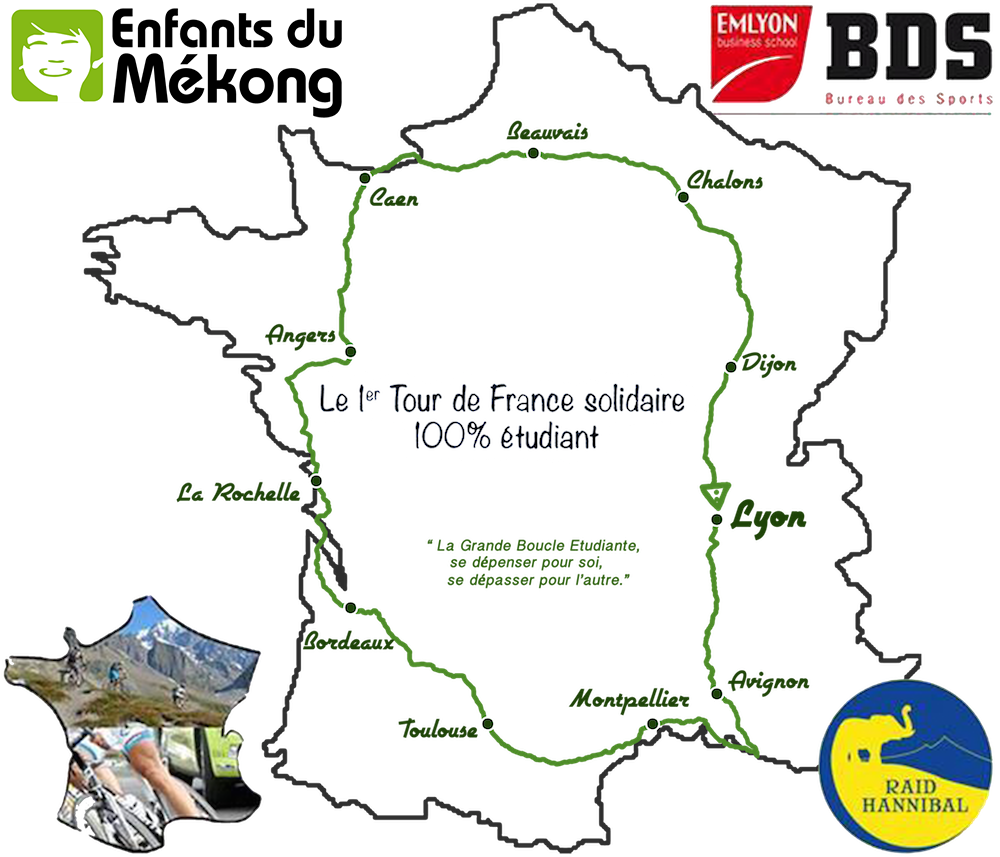 Enfants du
Mékong
EMLYON
business school
BDS
Bureau des Sports
Beauvais
Chalons
Caen
Angers
Dijon
Le 1er Tour de France solidaire
100% étudiant
La Rochelle
Lyon
“ La Grande Boucle Etudiante,
se dépenser pour soi,
se dépasser pour l'autre.”
Bordeaux
Avignon
Montpellier
Toulouse
RAID
HANNIBAL